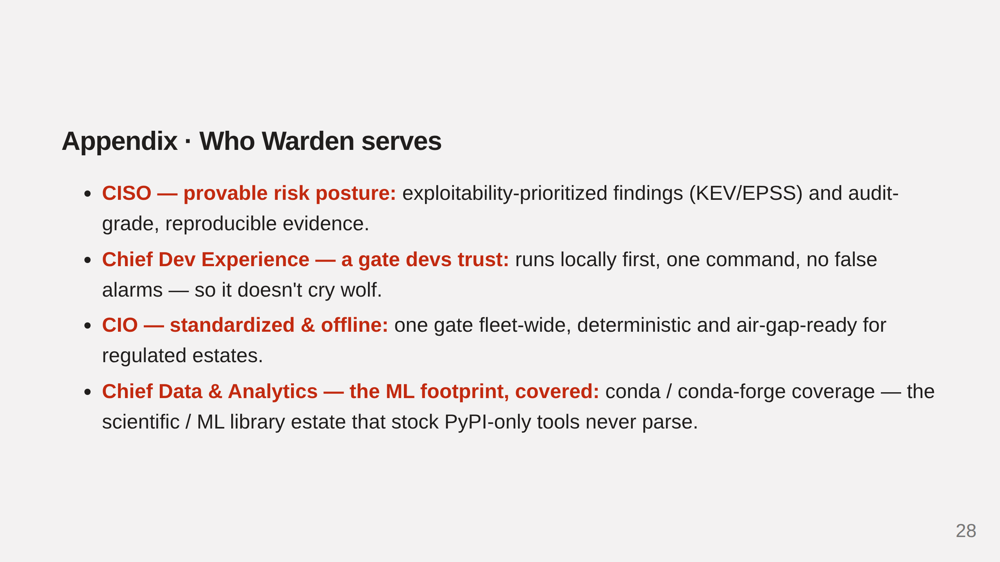 Appendix · Who Warden serves
• CISO — provable risk posture: exploitability-prioritized findings (KEV/EPSS) and audit-
grade, reproducible evidence.
• Chief Dev Experience — a gate devs trust: runs locally first, one command, no false
alarms — so it doesn't cry wolf.
• CIO — standardized & offline: one gate fleet-wide, deterministic and air-gap-ready for
regulated estates.
• Chief Data & Analytics — the ML footprint, covered: conda / conda-forge coverage — the
scientific / ML library estate that stock PyPI-only tools never parse.
28